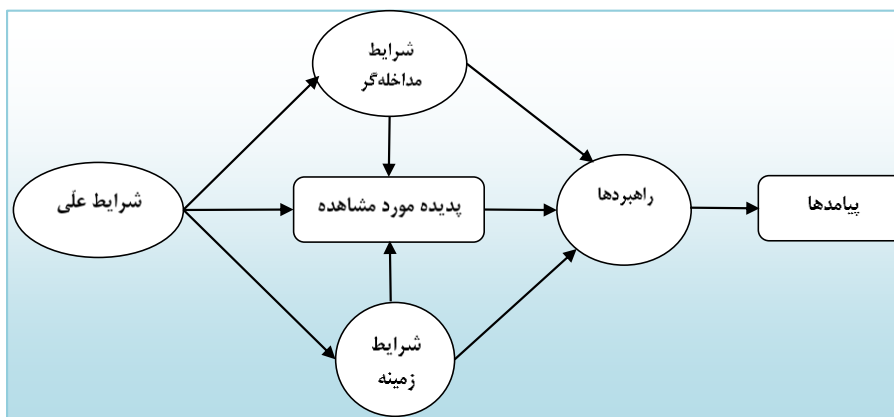 شرایط
مداخله‌گر
شرایط علّی
پدیده مورد مشاهده
راهبردها
پیامدها
شرایط
زمینه